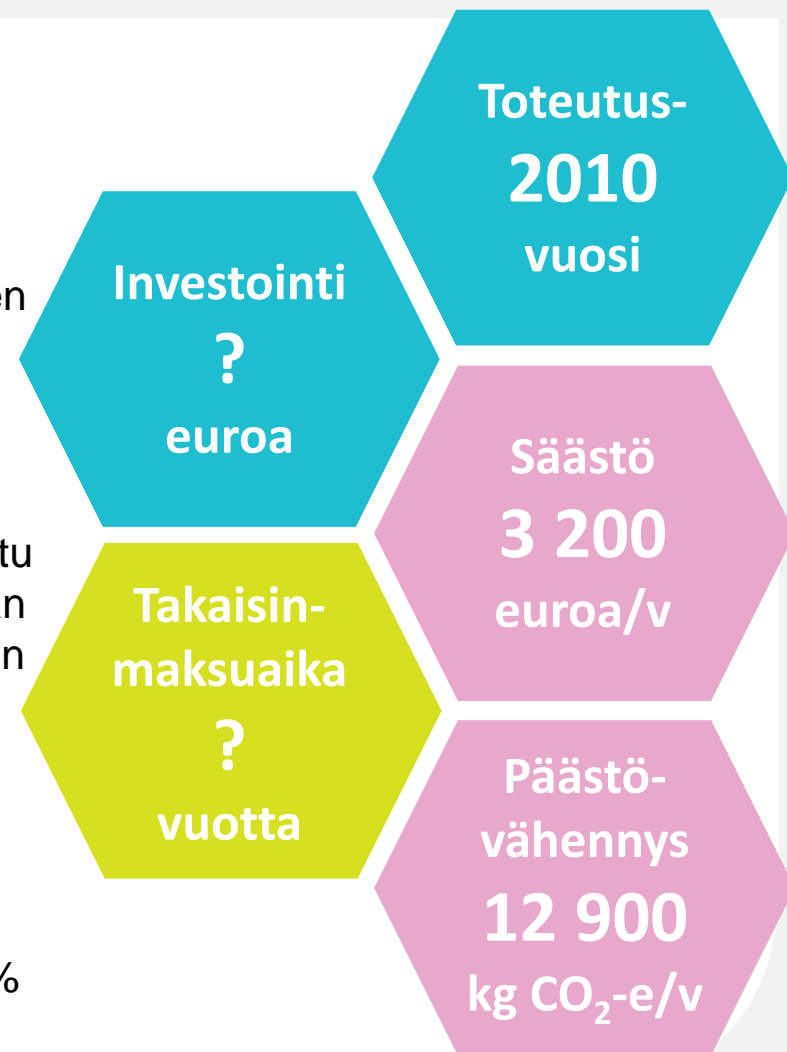 Toteutus-
2010
vuosi
Investointi
?
euroa
Säästö
3 200
euroa/v
Takaisin-
maksuaika
?
vuotta
Päästö-
vähennys
12 900
kg CO₂-e/v
%